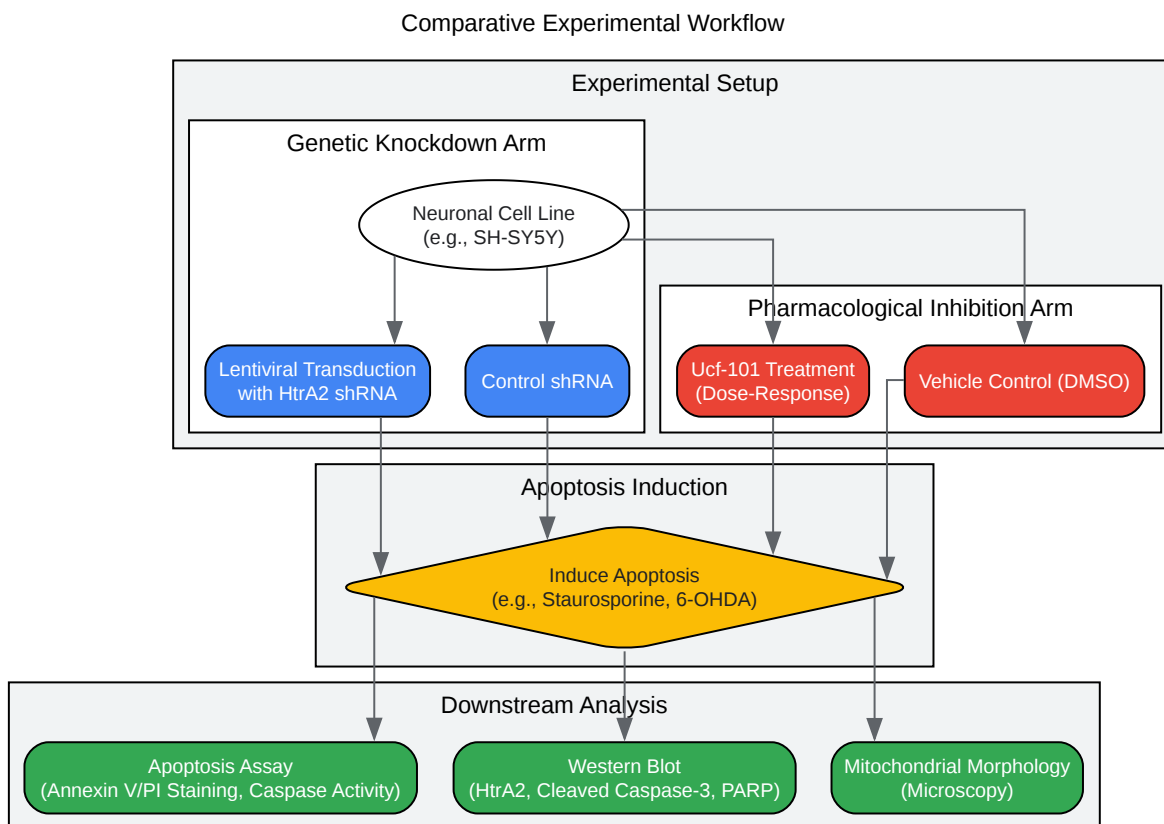 Comparative Experimental Workflow
Experimental Setup
Genetic Knockdown Arm
Neuronal Cell Line
(e.g., SH-SY5Y)
Pharmacological Inhibition Arm
Lentiviral Transduction
with HtrA2 shRNA
Control shRNA
Ucf-101 Treatment
(Dose-Response)
Vehicle Control (DMSO)
Apoptosis Induction
Induce Apoptosis
(e.g., Staurosporine, 6-OHDA)
Downstream Analysis
Apoptosis Assay
(Annexin V/PI Staining, Caspase Activity)
Western Blot
(HtrA2, Cleaved Caspase-3, PARP)
Mitochondrial Morphology
(Microscopy)